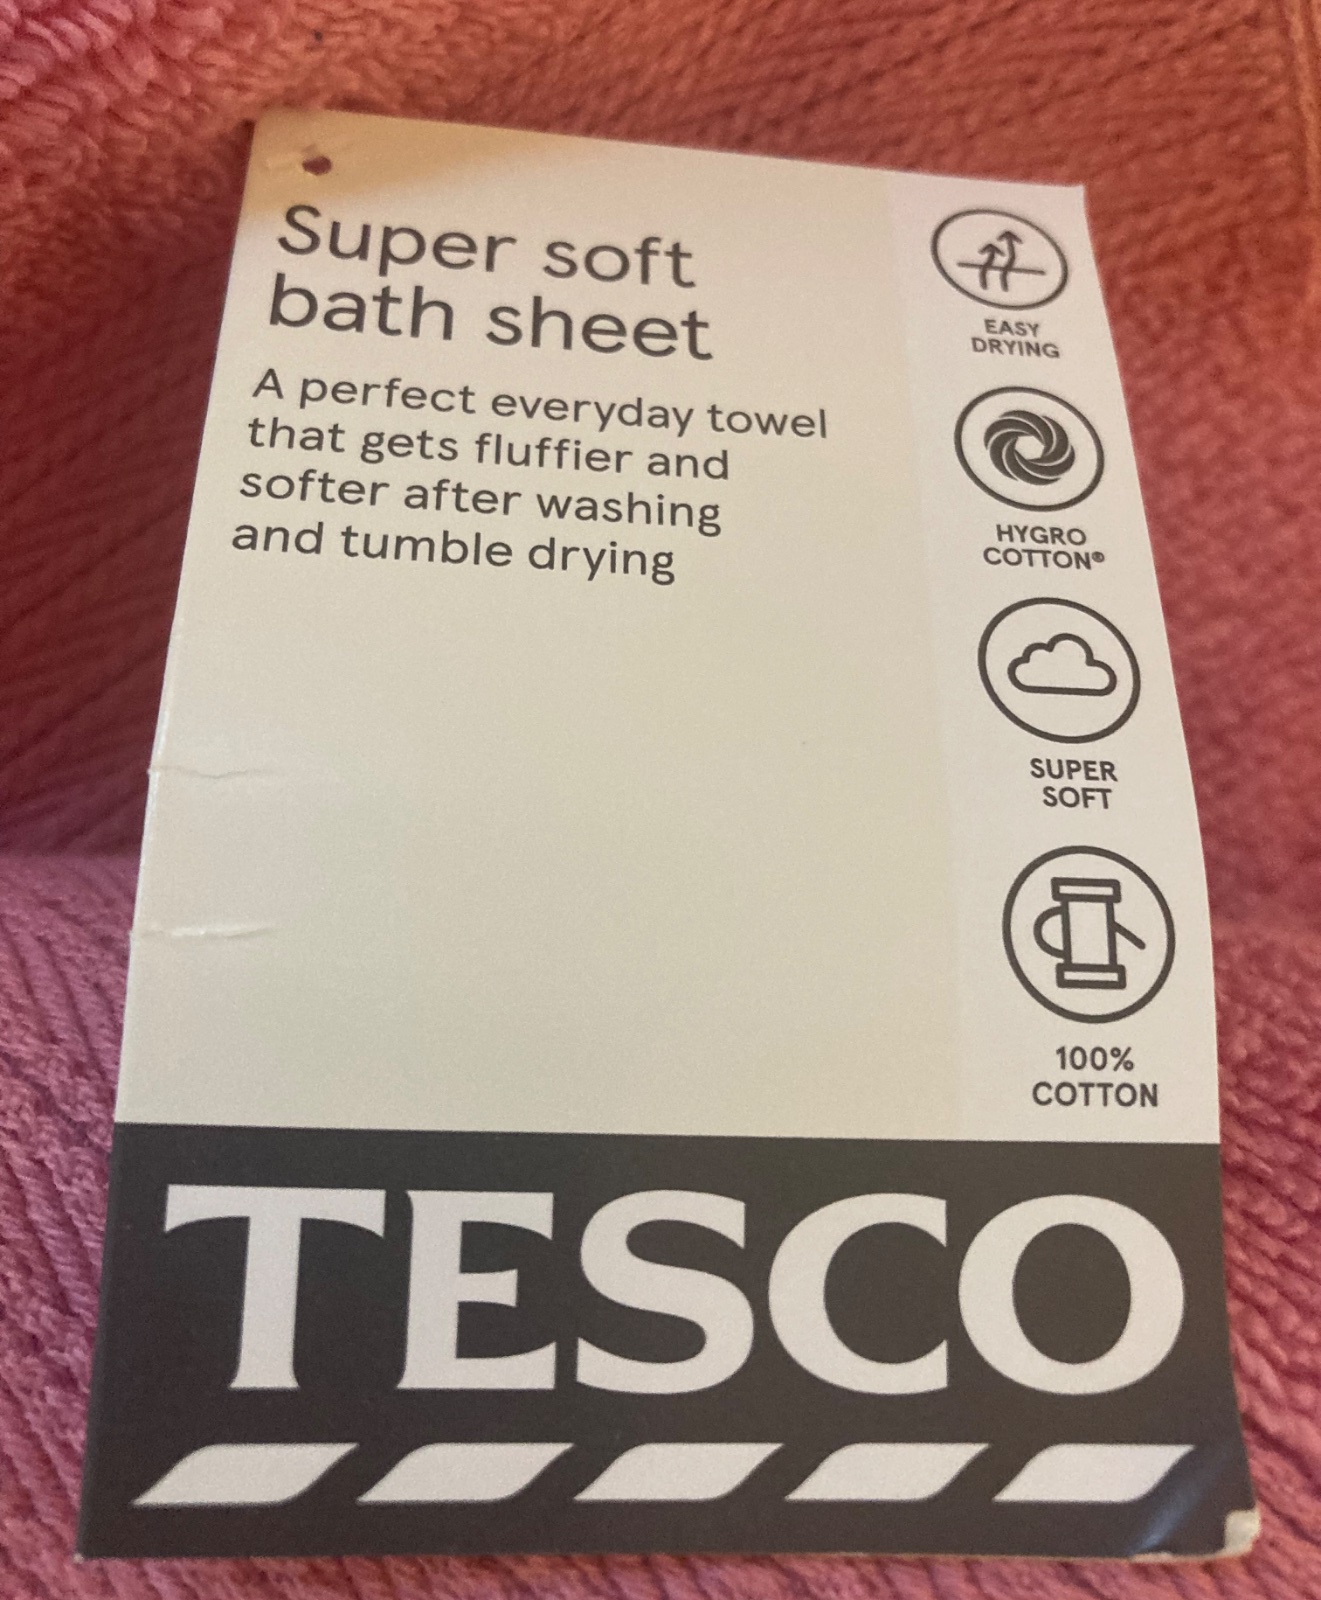 Super soft
bath sheet
A perfect everyday towel
that gets fluffier and
softer after washing
and tumble drying
EASY
DRYING
HYGRO
COTTON®
SUPER
SOFT
100%
COTTON
TESCO